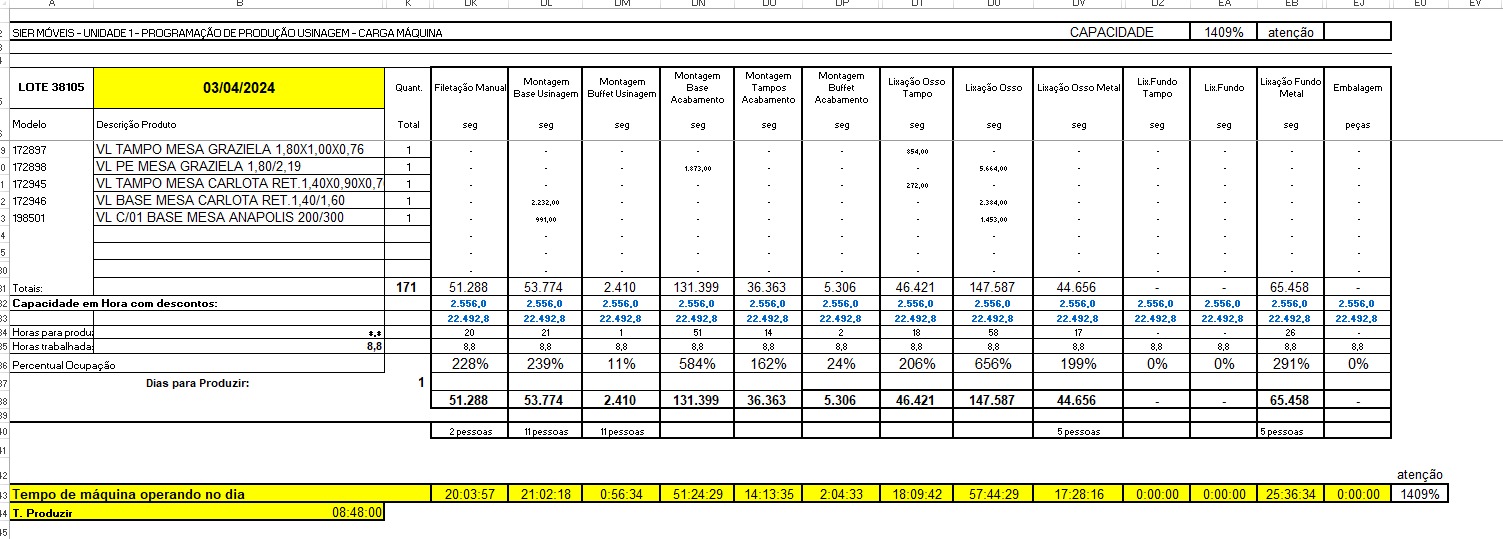 A B K DK DL DM DN DO DP DT DU DV DZ EA EB EJ EU EV
SIER MÓVEIS - UNIDADE 1 - PROGRAMAÇÃO DE PRODUÇÃO USINAGEM - CARGA MÁQUINA CAPACIDADE 1409% atenção
LOTE 38105 03/04/2024 Quant. Filetação Manual Montagem Base Usinagem Montagem Buffet Usinagem Montagem Base Acabamento Montagem Tampos Acabamento Montagem Buffet Acabamento Lixação Osso Tampo Lixação Osso Lixação Osso Metal Lix.Fundo Tampo Lix.Fundo Lixação Fundo Metal Embalagem
Modelo Descrição Produto Total seg seg seg seg seg seg seg seg seg seg seg seg peças
172897 VL TAMPO MESA GRAZIELA 1,80X1,00X0,76 1 - - - - - - 854,00 - - - - - -
172898 VL PE MESA GRAZIELA 1,80/2,19 1 - - - 1.873,00 - - - 5.664,00 - - - - -
172945 VL TAMPO MESA CARLOTA RET.1,40X0,90X0,7 1 - - - - - - 272,00 - - - - - -
172946 VL BASE MESA CARLOTA RET.1,40/1,60 1 - 2.232,00 - - - - - 2.384,00 - - - - -
198501 VL C/01 BASE MESA ANAPOLIS 200/300 1 - 991,00 - - - - - 1.453,00 - - - - -
- - - - - - - - - - - - -
- - - - - - - - - - - - -
- - - - - - - - - - - - -
Totais: 171 51.288 53.774 2.410 131.399 36.363 5.306 46.421 147.587 44.656 - - 65.458 -
Capacidade em Hora com descontos: 2.556,0 2.556,0 2.556,0 2.556,0 2.556,0 2.556,0 2.556,0 2.556,0 2.556,0 2.556,0 2.556,0 2.556,0 2.556,0
22.492,8 22.492,8 22.492,8 22.492,8 22.492,8 22.492,8 22.492,8 22.492,8 22.492,8 22.492,8 22.492,8 22.492,8 22.492,8
Horas para produz *,* 20 21 1 51 14 2 18 58 17 - - 26 -
Horas trabalhadas 8,8 8,8 8,8 8,8 8,8 8,8 8,8 8,8 8,8 8,8 8,8 8,8 8,8 8,8
Percentual Ocupação 228% 239% 11% 584% 162% 24% 206% 656% 199% 0% 0% 291% 0%
Dias para Produzir: 1
51.288 53.774 2.410 131.399 36.363 5.306 46.421 147.587 44.656 - - 65.458 -
2 pessoas 11 pessoas 11 pessoas 5 pessoas 5 pessoas
atenção
Tempo de máquina operando no dia 20:03:57 21:02:18 0:56:34 51:24:29 14:13:35 2:04:33 18:09:42 57:44:29 17:28:16 0:00:00 0:00:00 25:36:34 0:00:00 1409%
T. Produzir 08:48:00